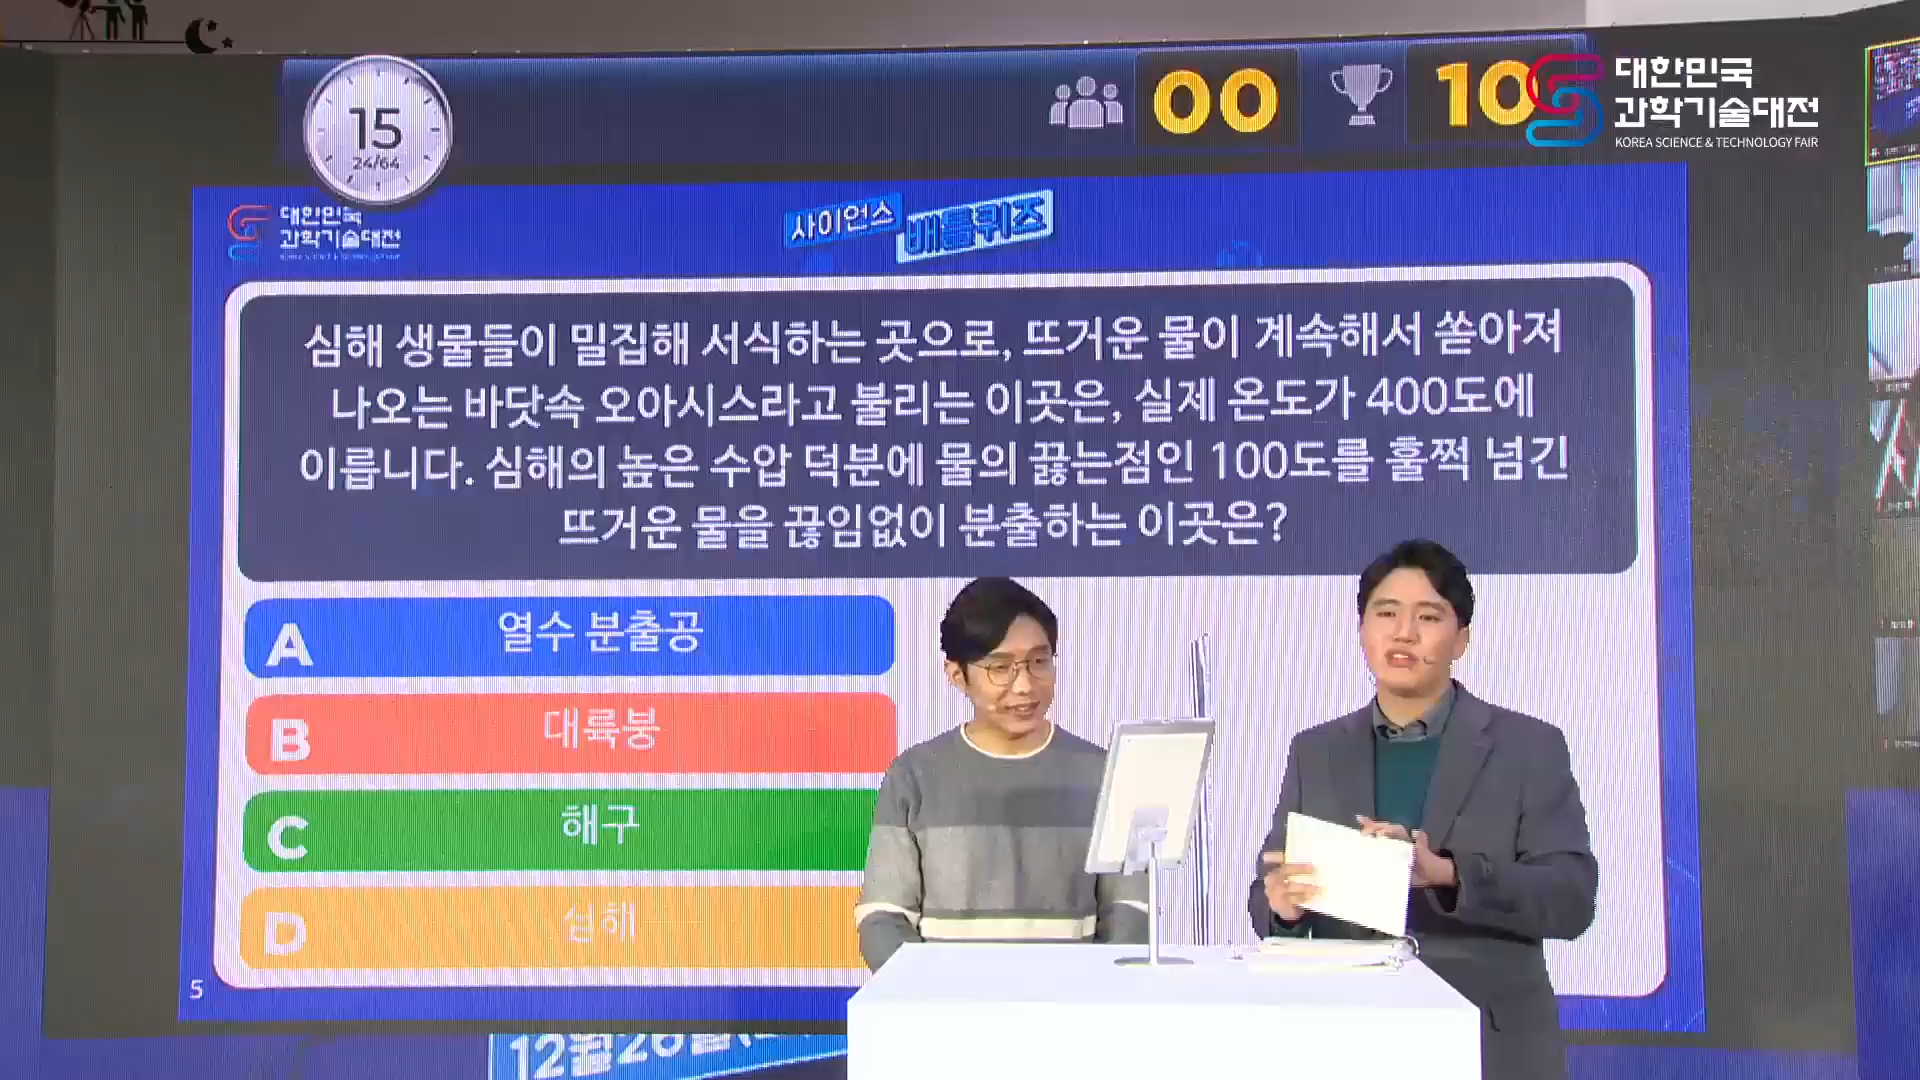 15
24/64
00
10
대한민국
과학기술대전
KOREA SCIENCE & TECHNOLOGY FAIR
대한민국
과학기술대전
사이언스
배틀퀴즈
심해 생물들이 밀집해 서식하는 곳으로, 뜨거운 물이 계속해서 쏟아져
나오는 바닷속 오아시스라고 불리는 이곳은, 실제 온도가 400도에
이릅니다. 심해의 높은 수압 덕분에 물의 끓는점인 100도를 훌쩍 넘긴
뜨거운 물을 끊임없이 분출하는 이곳은?
A 열수 분출공
B 대륙붕
C 해구
D 심해
5
12월26일